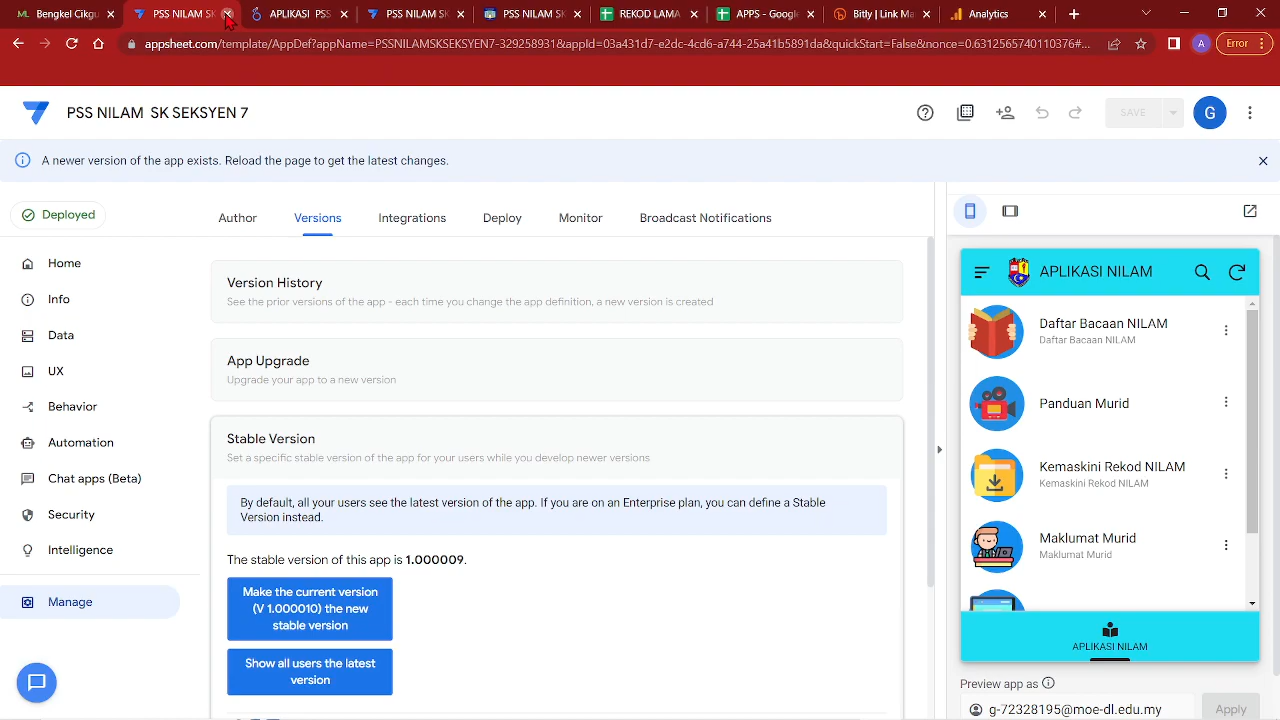 Bengkel Cikgu
PSS NILAM SK
APLIKASI PSS
PSS NILAM SK
PSS NILAM SK
REKOD LAMA
APPS - Google
Bitly | Link Ma
Analytics
appsheet.com/template/AppDef?appName=PSSNILAMSKSEKSYEN7-329258931&appId=03a431d7-e2dc-4cd6-a744-25a41b5891da&quickStart=False&nonce=0.6312565740110376#...
A
Error
PSS NILAM SK SEKSYEN 7
SAVE
G
A newer version of the app exists. Reload the page to get the latest changes.
Deployed
Author
Versions
Integrations
Deploy
Monitor
Broadcast Notifications
Home
Info
Data
UX
Behavior
Automation
Chat apps (Beta)
Security
Intelligence
Manage
Version History
See the prior versions of the app - each time you change the app definition, a new version is created
App Upgrade
Upgrade your app to a new version
Stable Version
Set a specific stable version of the app for your users while you develop newer versions
By default, all your users see the latest version of the app. If you are on an Enterprise plan, you can define a Stable
Version instead.
The stable version of this app is 1.000009.
Make the current version
(V 1.000010) the new
stable version
Show all users the latest
version
APLIKASI NILAM
Daftar Bacaan NILAM
Daftar Bacaan NILAM
Panduan Murid
Kemaskini Rekod NILAM
Kemaskini Rekod NILAM
Maklumat Murid
Maklumat Murid
APLIKASI NILAM
Preview app as
g-72328195@moe-dl.edu.my
Apply